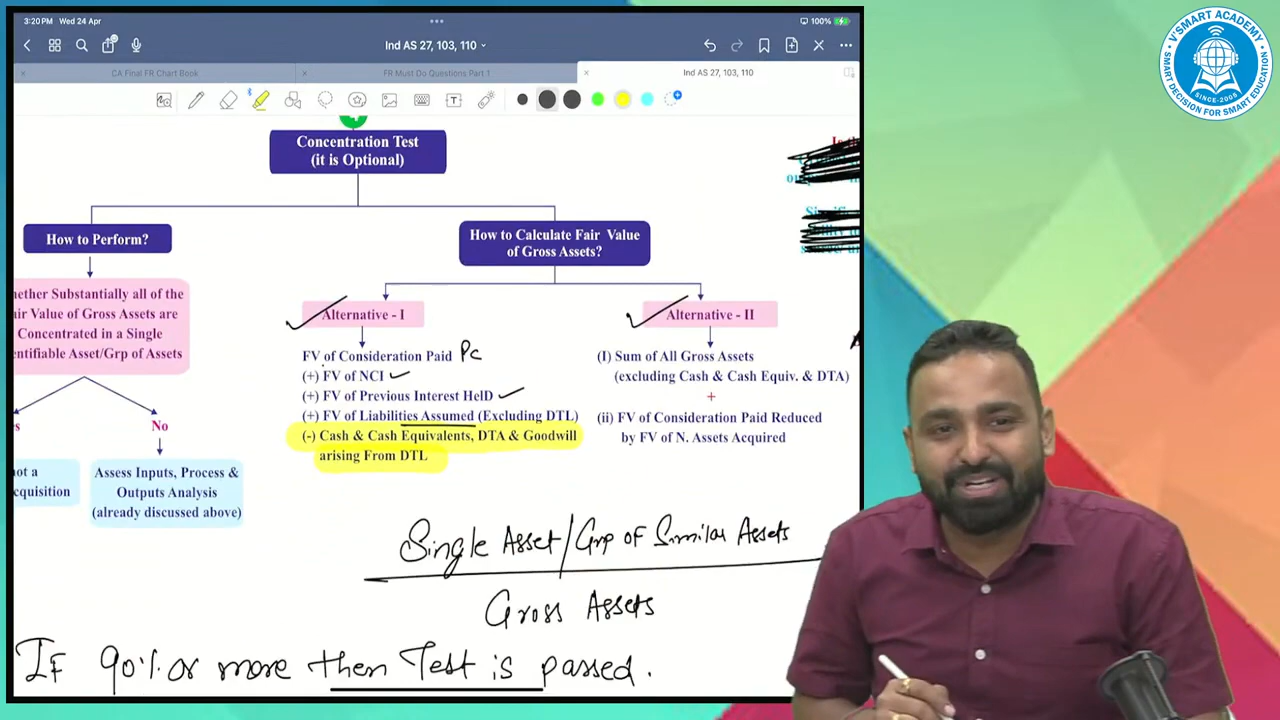 3:20 PM Wed 24 Apr
100%
Ind AS 27, 103, 110
CA Final FR Chart Book
FR Must Do Questions Part 1
Ind AS 27, 103, 110
Concentration Test
(it is Optional)
How to Perform?
ether Substantially all of the
air Value of Gross Assets are
Concentrated in a Single
entifiable Asset/Grp of Assets
No
ot a
cquisition
Assess Inputs, Process &
Outputs Analysis
(already discussed above)
How to Calculate Fair Value
of Gross Assets?
Alternative - I
FV of Consideration Paid Pc
(+) FV of NCI
(+) FV of Previous Interest HelD
(+) FV of Liabilities Assumed (Excluding DTL)
(-) Cash & Cash Equivalents, DTA & Goodwill
arising From DTL
Alternative - II
(I) Sum of All Gross Assets
(excluding Cash & Cash Equiv. & DTA)
+
(ii) FV of Consideration Paid Reduced
by FV of N. Assets Acquired
Single Asset/Grp of Similar Assets
Gross Assets
If 90% or more then Test is passed.
V'SMART ACADEMY
SINCE-2008
SMART DECISION FOR SMART EDUCATION